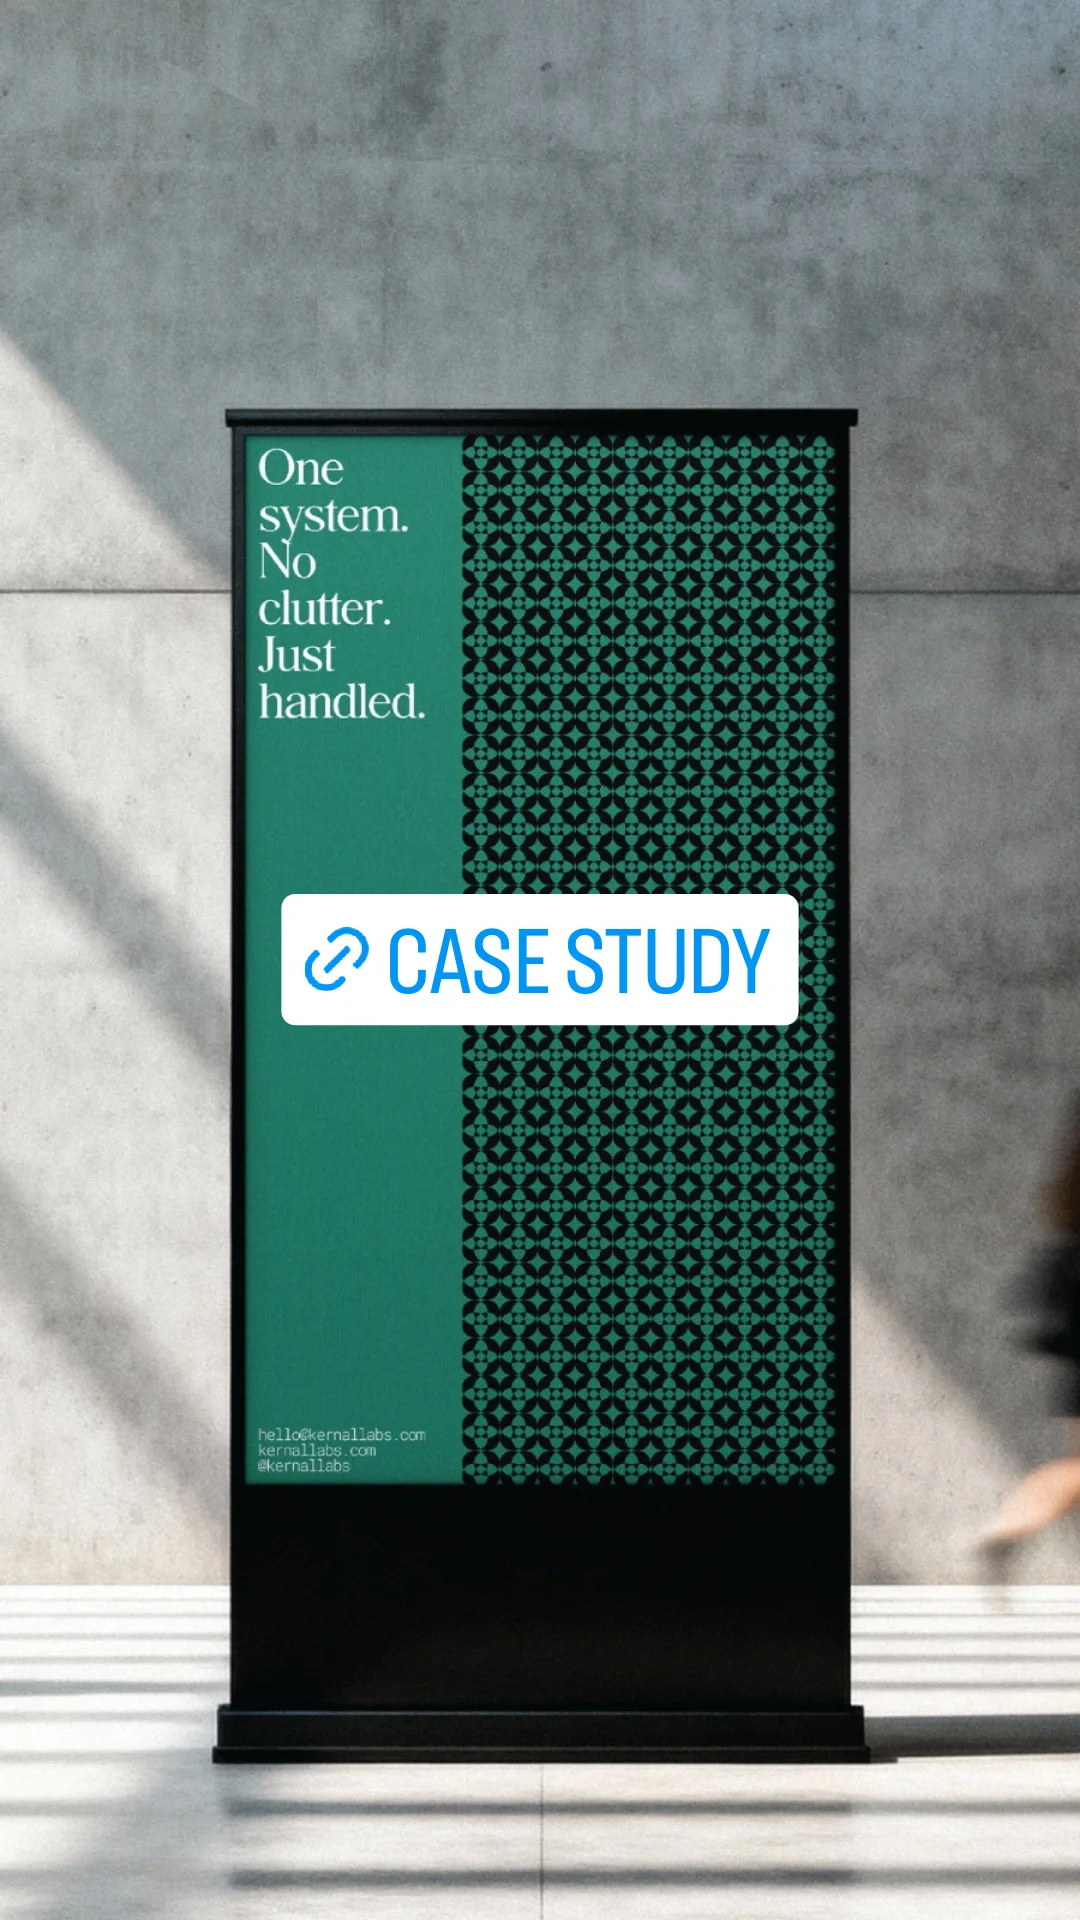 One
system.
No
clutter.
Just
handled.
CASE STUDY
hello@kernallabs.com
kernallabs.com
@kernallabs